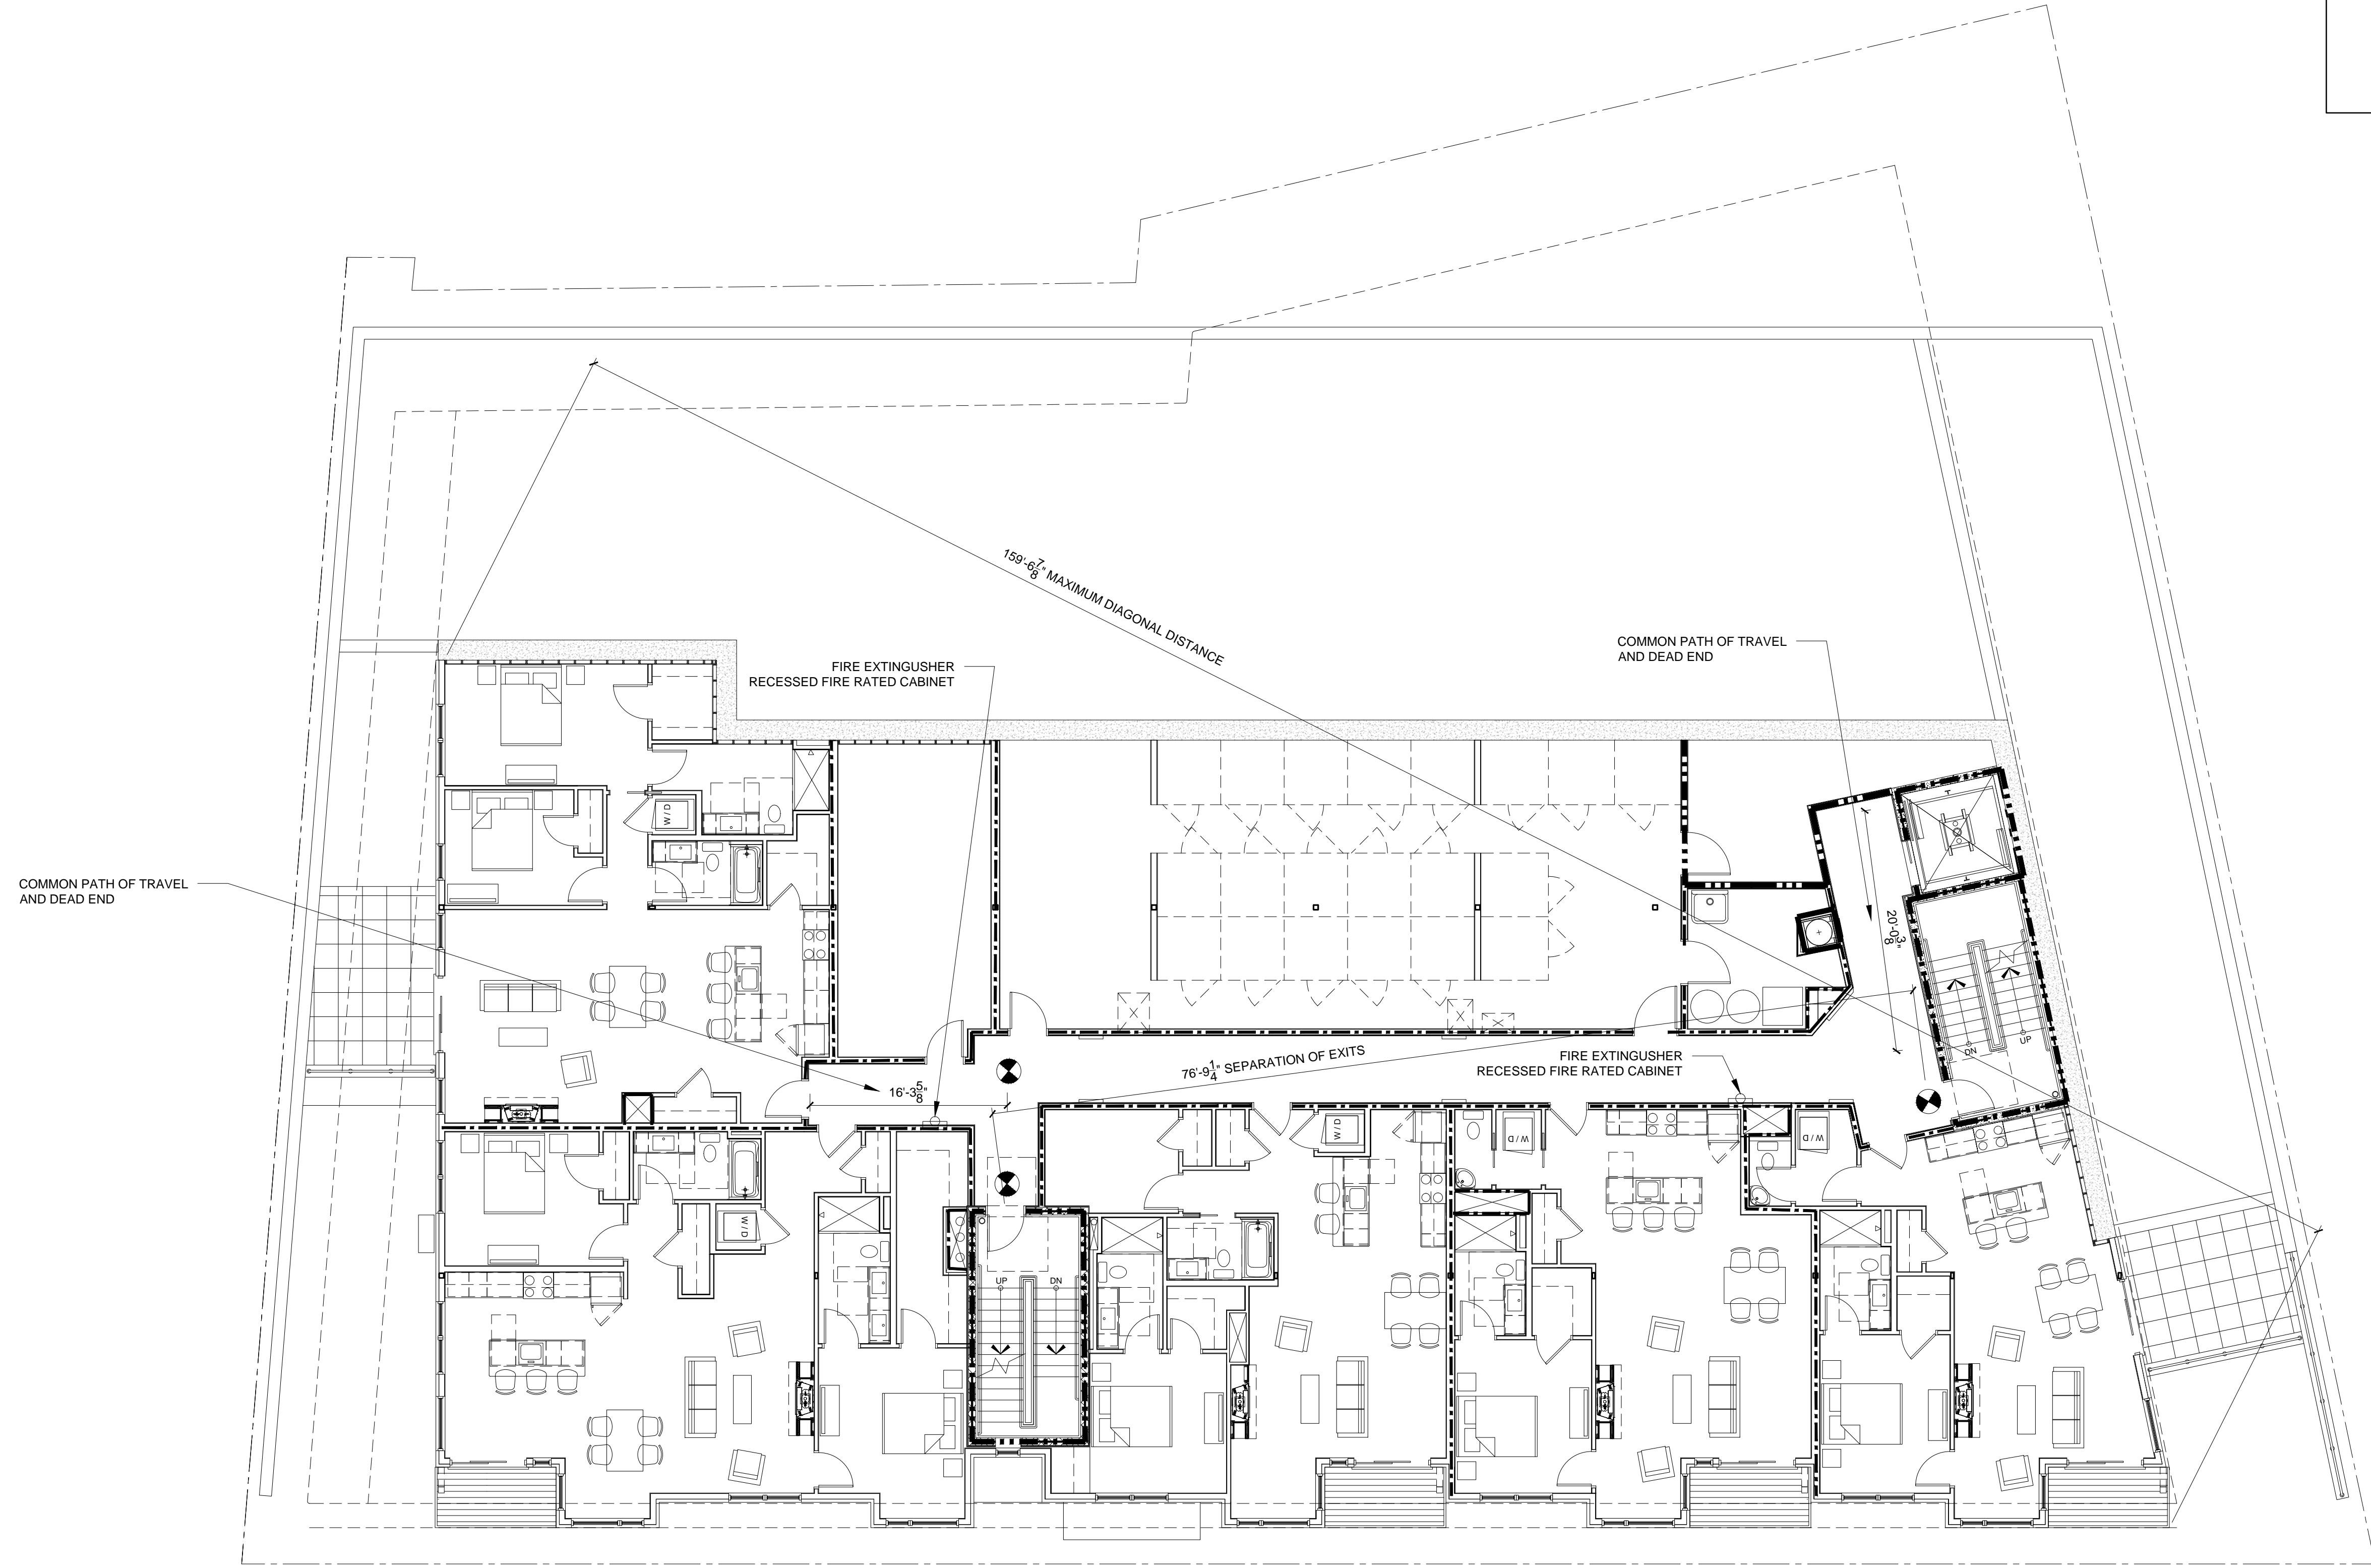 159'-6 7/8" MAXIMUM DIAGONAL DISTANCE
COMMON PATH OF TRAVEL
AND DEAD END
FIRE EXTINGUSHER
RECESSED FIRE RATED CABINET
W / D
COMMON PATH OF TRAVEL
AND DEAD END
20'-0 3/8"
DN
UP
76'-9 1/4" SEPARATION OF EXITS
FIRE EXTINGUSHER
RECESSED FIRE RATED CABINET
16'-3 5/8"
W / D
W / D
W / D
W / D
UP
DN